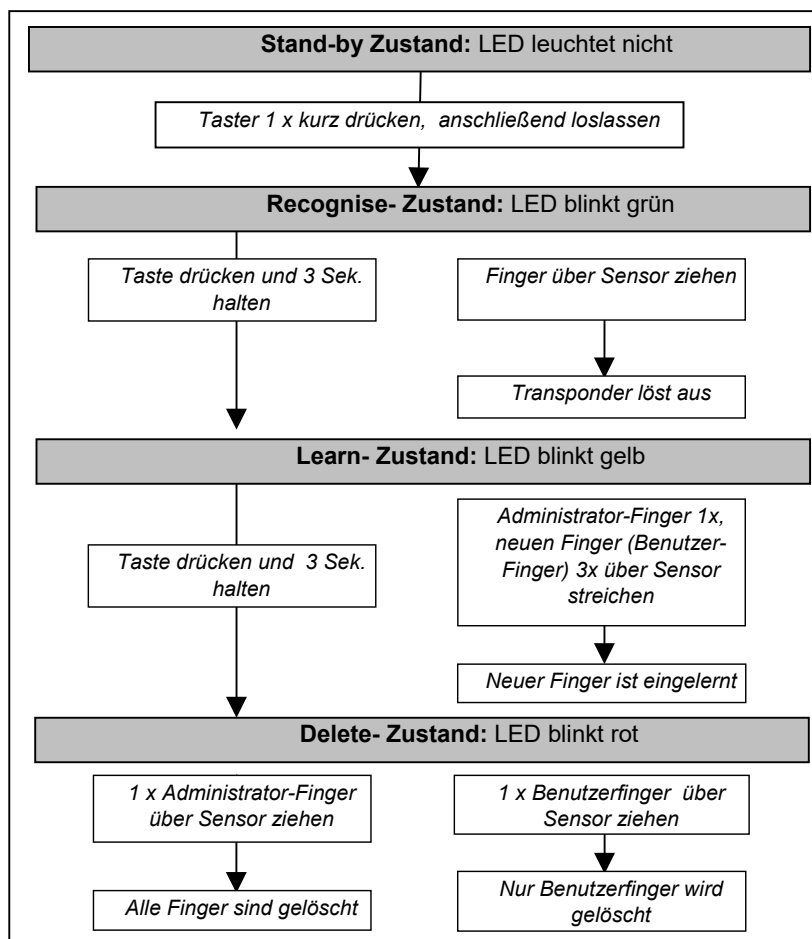 Stand-by Zustand: LED leuchtet nicht
Taster 1 x kurz drücken, anschließend loslassen
Recognise- Zustand: LED blinkt grün
Taste drücken und 3 Sek.
halten
Finger über Sensor ziehen
Transponder löst aus
Learn- Zustand: LED blinkt gelb
Taste drücken und 3 Sek.
halten
Administrator-Finger 1x,
neuen Finger (Benutzer-
Finger) 3x über Sensor
streichen
Neuer Finger ist eingelernt
Delete- Zustand: LED blinkt rot
1 x Administrator-Finger
über Sensor ziehen
Alle Finger sind gelöscht
1 x Benutzerfinger über
Sensor ziehen
Nur Benutzerfinger wird
gelöscht